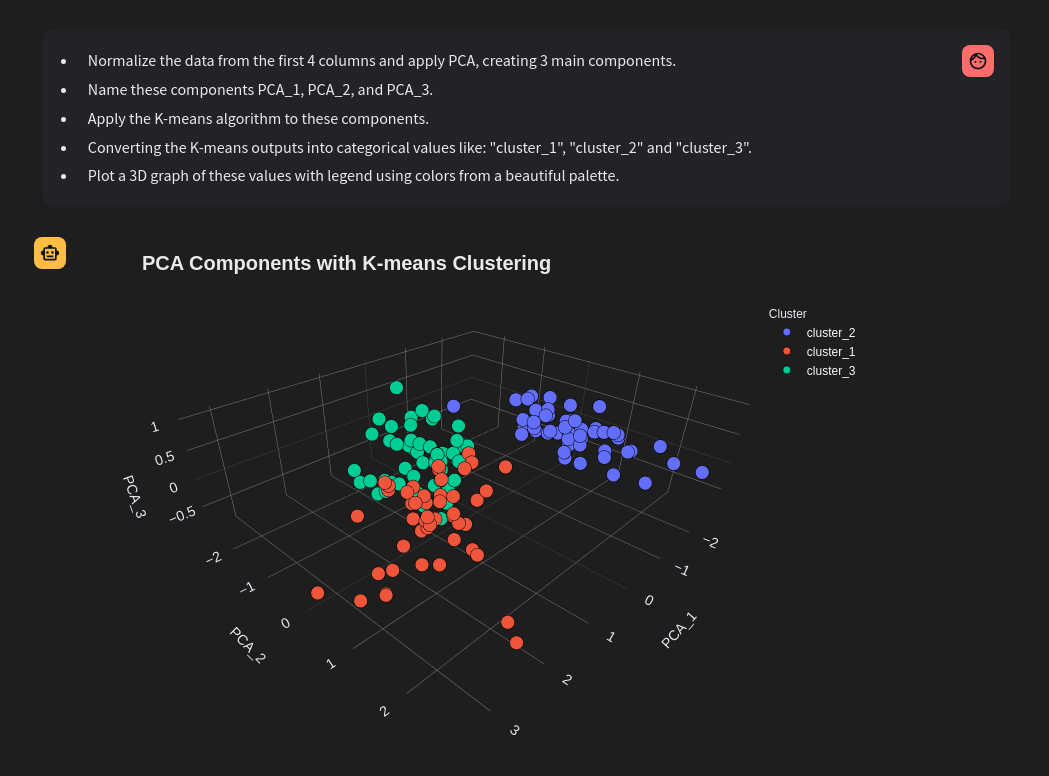 Normalize the data from the first 4 columns and apply PCA, creating 3 main components.
Name these components PCA_1, PCA_2, and PCA_3.
Apply the K-means algorithm to these components.
Converting the K-means outputs into categorical values like: "cluster_1", "cluster_2" and "cluster_3".
Plot a 3D graph of these values with legend using colors from a beautiful palette.
PCA Components with K-means Clustering
Cluster
cluster_2
cluster_1
cluster_3
1
0.5
0
−0.5
PCA_3
−2
−1
0
1
2
PCA_2
−2
−1
0
1
2
3
PCA_1